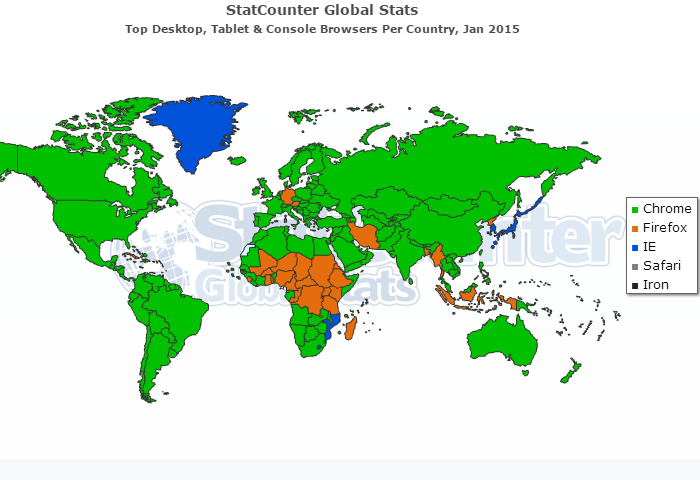 StatCounter Global Stats
Top Desktop, Tablet & Console Browsers Per Country, Jan 2015
StatCounter
Global Stats
Chrome
Firefox
IE
Safari
Iron